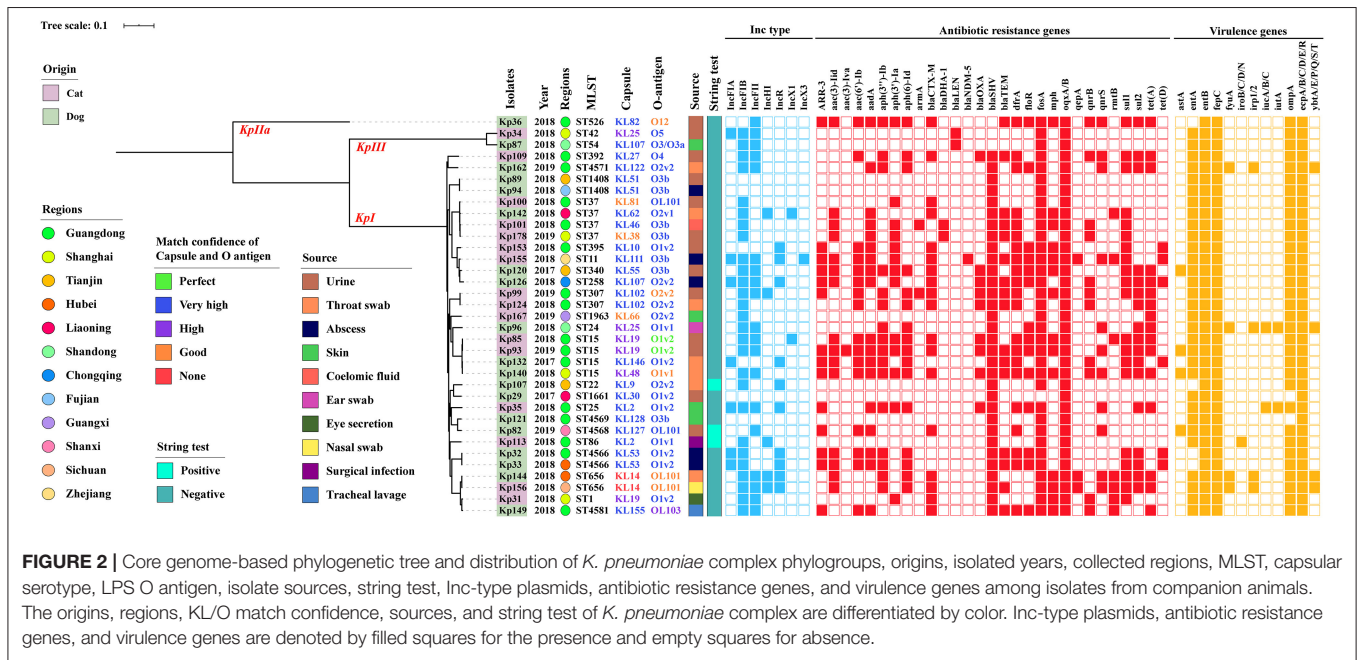 Tree scale: 0.1
Inc type
Antibiotic resistance genes
Virulence genes
Origin
Cat
Dog
Isolates
Year
Regions
MLST
Capsule
O-antigen
Source
String test
IncFIA
IncFIB
IncFII
IncHI
IncR
IncX1
IncX3
ARR-3
aac(3)-Iid
aac(3)-Iva
aac(6')-Ib
aadA
aph(3'')-Ib
aph(3')-Ia
aph(6)-Id
armA
blaCTX-M
blaDHA-1
blaLEN
blaNDM-5
blaOXA
blaSHV
blaTEM
dfrA
floR
fosA
mph
oqxA/B
qepA
qnrB
qnrS
rmtB
sul1
sul2
tet(A)
tet(D)
astA
entA
entB
fepC
fyuA
iroB/C/D/N
irp1/2
iucA/B/C
iutA
ompA
ecpA/B/C/D/E/R
ybtA/E/P/Q/S/T
KpIIa
KpIII
KpI
Kp36 2018 ST526 KL82 O12
Kp34 2018 ST42 KL25 O5
Kp87 2018 ST54 KL107 O3/O3a
Kp109 2018 ST392 KL27 O4
Kp162 2019 ST4571 KL122 O2v2
Kp89 2018 ST1408 KL51 O3b
Kp94 2018 ST1408 KL51 O3b
Kp100 2018 ST37 KL81 OL101
Kp142 2018 ST37 KL62 O2v1
Kp101 2018 ST37 KL46 O3b
Kp178 2019 ST37 KL38 O3b
Kp153 2018 ST395 KL10 O1v2
Kp155 2018 ST11 KL111 O3b
Kp120 2017 ST340 KL55 O3b
Kp126 2018 ST258 KL107 O2v2
Kp99 2019 ST307 KL102 O2v2
Kp124 2018 ST307 KL102 O2v2
Kp167 2019 ST1963 KL66 O2v2
Kp96 2018 ST24 KL25 O1v1
Kp85 2018 ST15 KL19 O1v2
Kp93 2019 ST15 KL19 O1v2
Kp132 2017 ST15 KL146 O1v2
Kp140 2018 ST15 KL48 O1v1
Kp107 2018 ST22 KL9 O2v2
Kp29 2017 ST1661 KL30 O1v2
Kp35 2018 ST25 KL2 O1v2
Kp121 2018 ST4569 KL128 O3b
Kp82 2019 ST4568 KL127 OL101
Kp113 2018 ST86 KL2 O1v1
Kp32 2018 ST4566 KL53 O1v2
Kp33 2018 ST4566 KL53 O1v2
Kp144 2018 ST656 KL14 OL101
Kp156 2018 ST656 KL14 OL101
Kp31 2018 ST1 KL19 O1v2
Kp149 2018 ST4581 KL155 OL103
Regions
Guangdong
Shanghai
Tianjin
Hubei
Liaoning
Shandong
Chongqing
Fujian
Guangxi
Shanxi
Sichuan
Zhejiang
Match confidence of
Capsule and O antigen
Perfect
Very high
High
Good
None
String test
Positive
Negative
Source
Urine
Throat swab
Abscess
Skin
Coelomic fluid
Ear swab
Eye secretion
Nasal swab
Surgical infection
Tracheal lavage
FIGURE 2 | Core genome-based phylogenetic tree and distribution of K. pneumoniae complex phylogroups, origins, isolated years, collected regions, MLST, capsular
serotype, LPS O antigen, isolate sources, string test, Inc-type plasmids, antibiotic resistance genes, and virulence genes among isolates from companion animals.
The origins, regions, KL/O match confidence, sources, and string test of K. pneumoniae complex are differentiated by color. Inc-type plasmids, antibiotic resistance
genes, and virulence genes are denoted by filled squares for the presence and empty squares for absence.